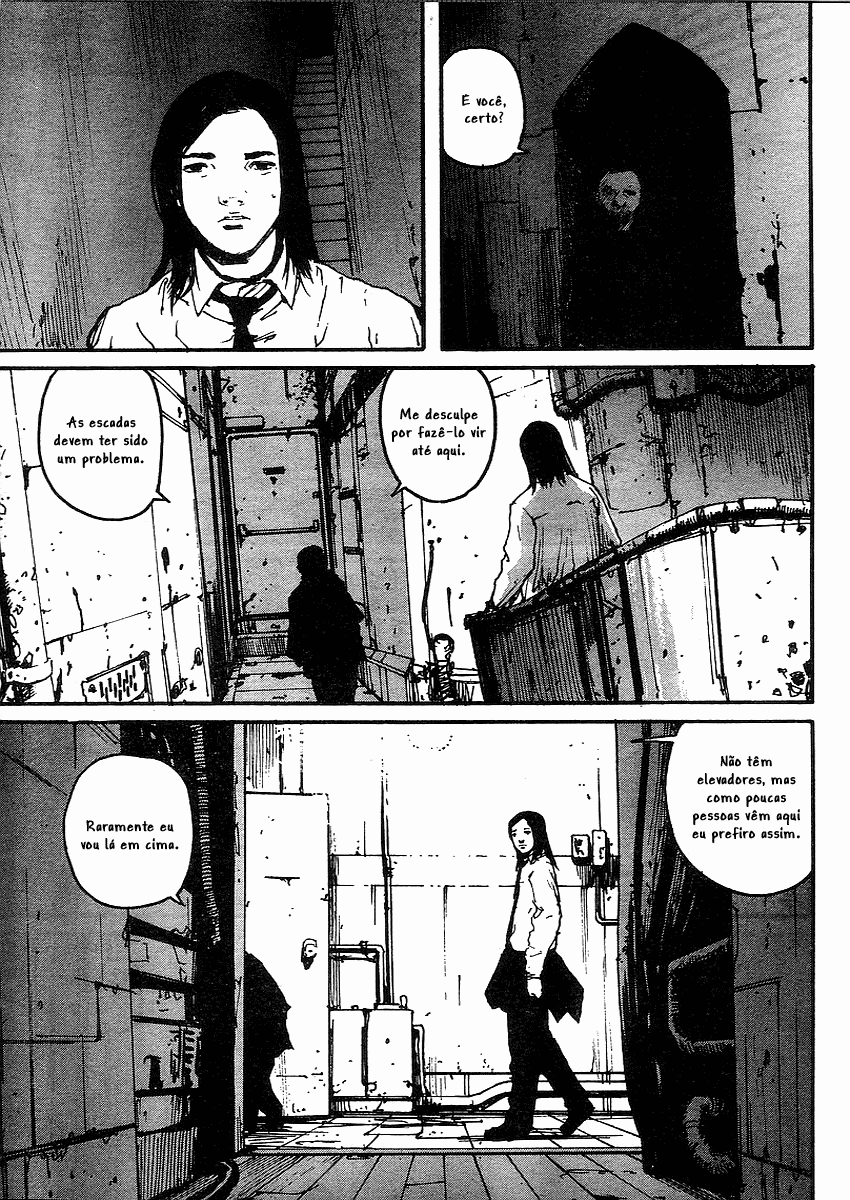 E você,
certo?
Me desculpe
por fazê-lo vir
até aqui.
As escadas
devem ter sido
um problema.
Não têm
elevadores, mas
como poucas
pessoas vêm aqui
eu prefiro assim.
Raramente eu
vou lá em cima.